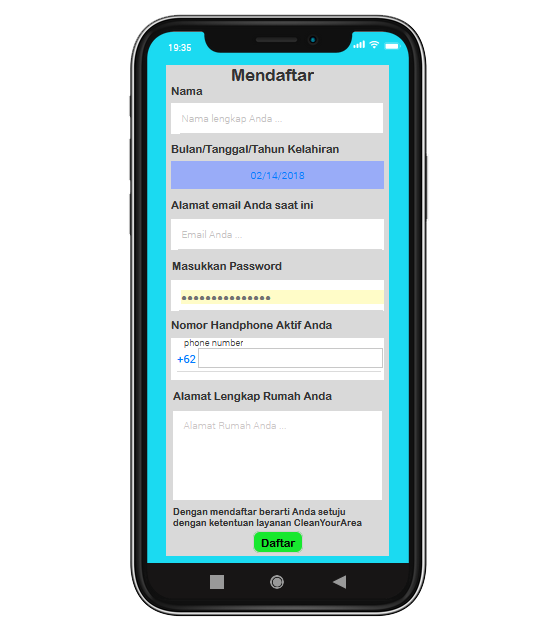 19:36
Mendaftar
Nama
Nama lengkap Anda ...
Bulan/Tanggal/Tahun Kelahiran
02/14/2018
Alamat email Anda saat ini
Email Anda ...
Masukkan Password
Nomor Handphone Aktif Anda
phone number
+62
Alamat Lengkap Rumah Anda
Alamat Rumah Anda ...
Dengan mendaftar berarti Anda setuju
dengan ketentuan layanan CleanYourArea
Daftar